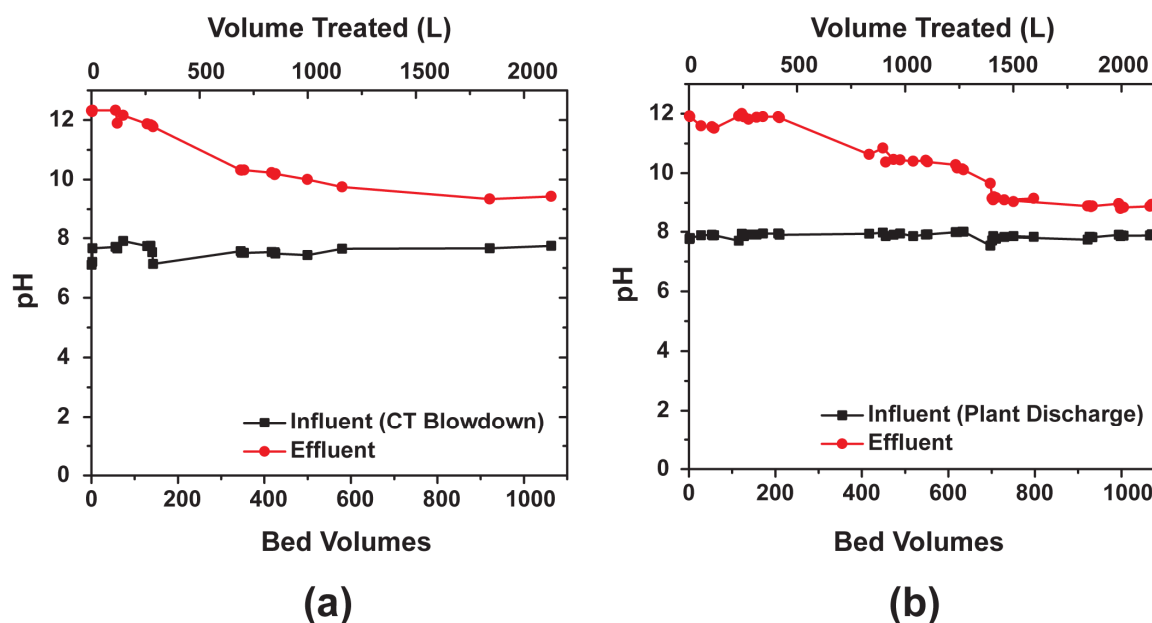 Volume Treated (L)
0 500 1000 1500 2000
pH
12
10
8
6
4
2
0
Influent (CT Blowdown)
Effluent
0 200 400 600 800 1000
Bed Volumes
(a)
Volume Treated (L)
0 500 1000 1500 2000
pH
12
10
8
6
4
2
0
Influent (Plant Discharge)
Effluent
0 200 400 600 800 1000
Bed Volumes
(b)